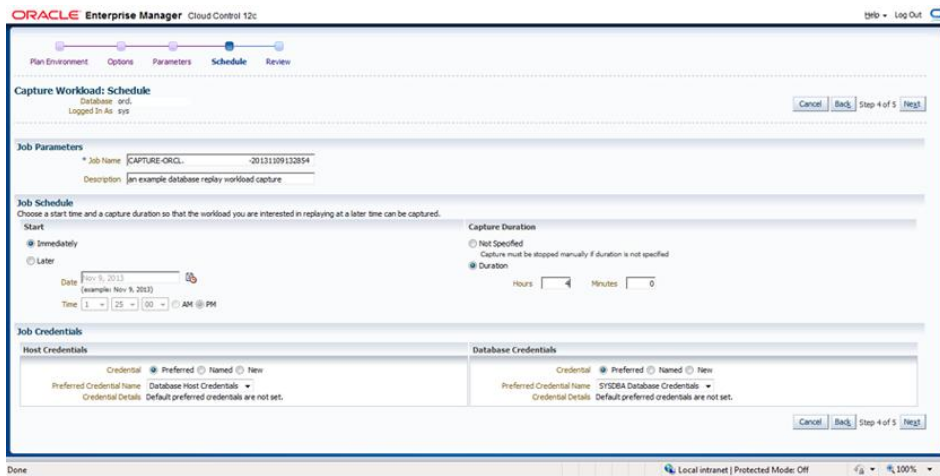 ORACLE Enterprise Manager Cloud Control 12c
Help Log Out
Plan Environment Options Parameters Schedule Review
Capture Workload: Schedule
Database ord.
Logged In As sys
Cancel Back Step 4 of 5 Next
Job Parameters
* Job Name CAPTURE-ORCL. -20131109132854
Description an example database replay workload capture
Job Schedule
Choose a start time and a capture duration so that the workload you are interested in replaying at a later time can be captured.
Start
Immediately
Later
Date Nov 9, 2013
(example: Nov 9, 2013)
Time 1 25 00 AM PM
Capture Duration
Not Specified
Capture must be stopped manually if duration is not specified
Duration
Hours 4 Minutes 0
Job Credentials
Host Credentials
Credential Preferred Named New
Preferred Credential Name Database Host Credentials
Credential Details Default preferred credentials are not set.
Database Credentials
Credential Preferred Named New
Preferred Credential Name SYSDBA Database Credentials
Credential Details Default preferred credentials are not set.
Cancel Back Step 4 of 5 Next
Done
Local intranet | Protected Mode: Off
100%